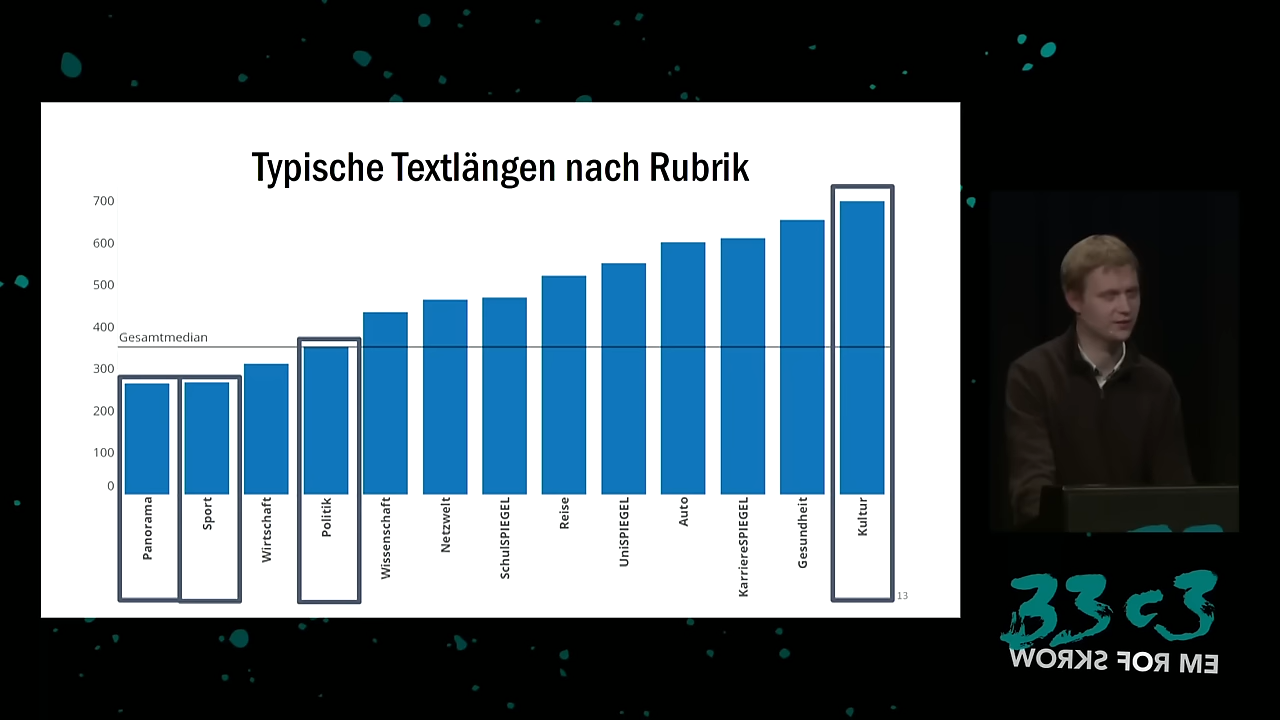 Typische Textlängen nach Rubrik
700
600
500
400
Gesamtmedian
300
200
100
0
Panorama
Sport
Wirtschaft
Politik
Wissenschaft
Netzwelt
SchulSPIEGEL
Reise
UniSPIEGEL
Auto
KarriereSPIEGEL
Gesundheit
Kultur
13
33c3
WORKS FOR ME